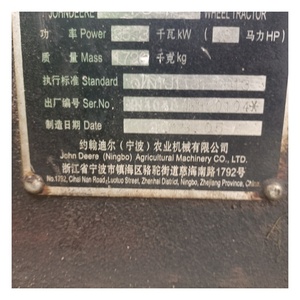 JOHN DEERE WHEEL TRACTOR
功 率 Power 千瓦 kW ( 马力 HP)
质 量 Mass 千克 kg
执行标准 Standard
出厂编号 Ser.No.
制造日期 Date
约翰迪尔（宁波）农业机械有限公司
John Deere (Ningbo) Agricultural Machinery CO., LTD.
浙江省宁波市镇海区骆驼街道慈海南路1792号
No.1792, Cihai Nan Road, Luotuo Street, Zhenhai District, Ningbo, Zhejiang Province, China.